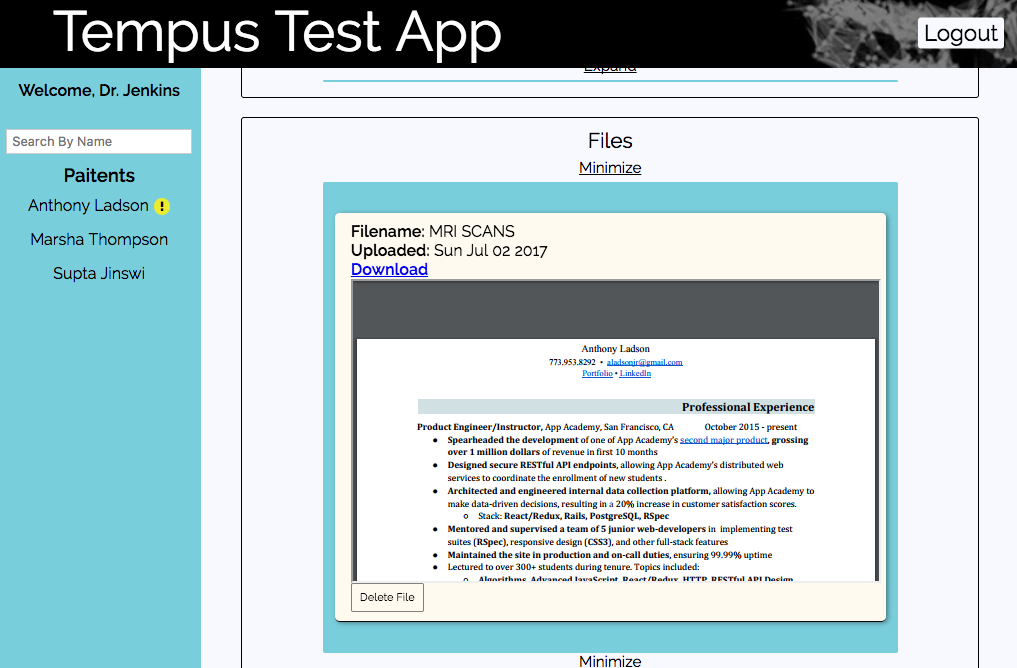 Tempus Test App
Logout
Welcome, Dr. Jenkins
Search By Name
Paitents
Anthony Ladson !
Marsha Thompson
Supta Jinswi
Expand
Files
Minimize
Filename: MRI SCANS
Uploaded: Sun Jul 02 2017
Download
Anthony Ladson
773.953.8292 • aladsonjr@gmail.com
Portfolio • LinkedIn
Professional Experience
Product Engineer/Instructor, App Academy, San Francisco, CA October 2015 - present
• Spearheaded the development of one of App Academy's second major product, grossing
over 1 million dollars of revenue in first 10 months
• Designed secure RESTful API endpoints, allowing App Academy's distributed web
services to coordinate the enrollment of new students .
• Architected and engineered internal data collection platform, allowing App Academy to
make data-driven decisions, resulting in a 20% increase in customer satisfaction scores.
o Stack: React/Redux, Rails, PostgreSQL, RSpec
• Mentored and supervised a team of 5 junior web-developers in implementing test
suites (RSpec), responsive design (CSS3), and other full-stack features
• Maintained the site in production and on-call duties, ensuring 99.99% uptime
• Lectured to over 300+ students during tenure. Topics included:
o Algorithms, Advanced JavaScript, React/Redux, HTTP, RESTful API Design
Delete File
Minimize